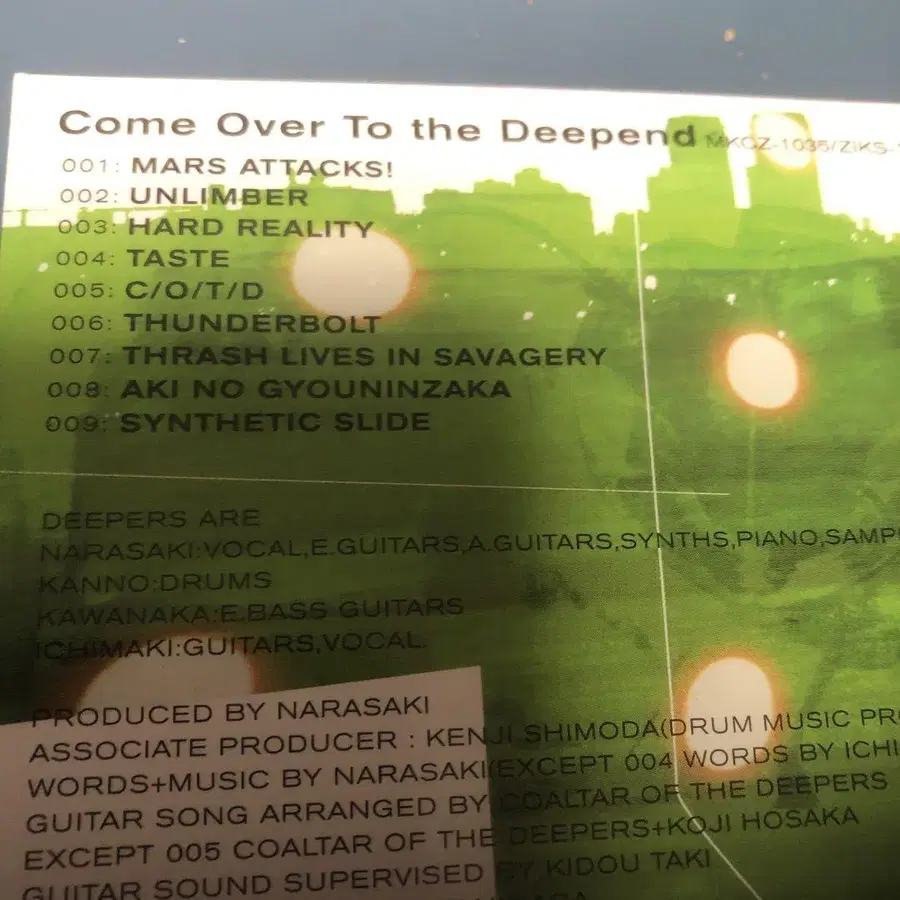 Come Over To the Deepend MKCZ-1035/ZIKS-
001: MARS ATTACKS!
002: UNLIMBER
003: HARD REALITY
004: TASTE
005: C/O/T/D
006: THUNDERBOLT
007: THRASH LIVES IN SAVAGERY
008: AKI NO GYOUNINZAKA
009: SYNTHETIC SLIDE
DEEPERS ARE
NARASAKI:VOCAL,E.GUITARS,A.GUITARS,SYNTHS,PIANO,SAMP
KANNO:DRUMS
KAWANAKA:E.BASS GUITARS
ICHIMAKI:GUITARS,VOCAL
PRODUCED BY NARASAKI
ASSOCIATE PRODUCER : KENJI SHIMODA(DRUM MUSIC PR
WORDS+MUSIC BY NARASAKI(EXCEPT 004 WORDS BY ICHI
GUITAR SONG ARRANGED BY COALTAR OF THE DEEPERS
EXCEPT 005 COALTAR OF THE DEEPERS+KOJI HOSAKA
GUITAR SOUND SUPERVISED BY KIDOU TAKI